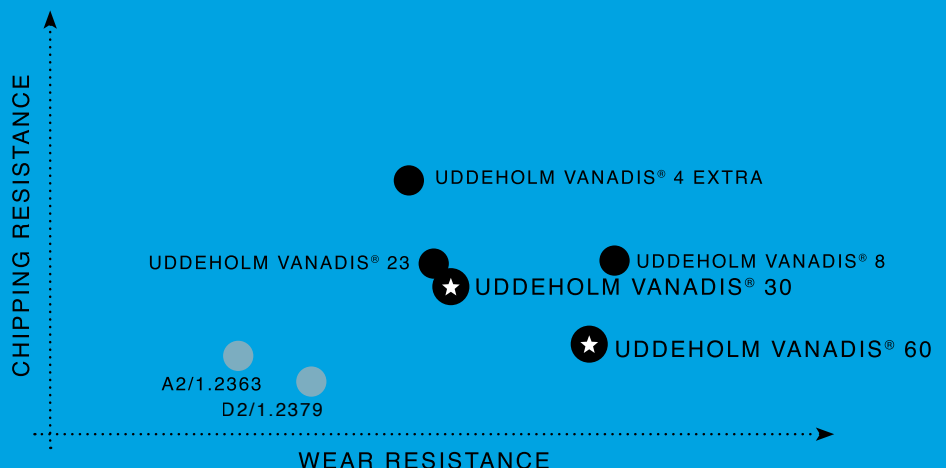 CHIPPING RESISTANCE
UDDEHOLM VANADIS® 4 EXTRA
UDDEHOLM VANADIS® 23
UDDEHOLM VANADIS® 8
UDDEHOLM VANADIS® 30
UDDEHOLM VANADIS® 60
A2/1.2363
D2/1.2379
WEAR RESISTANCE